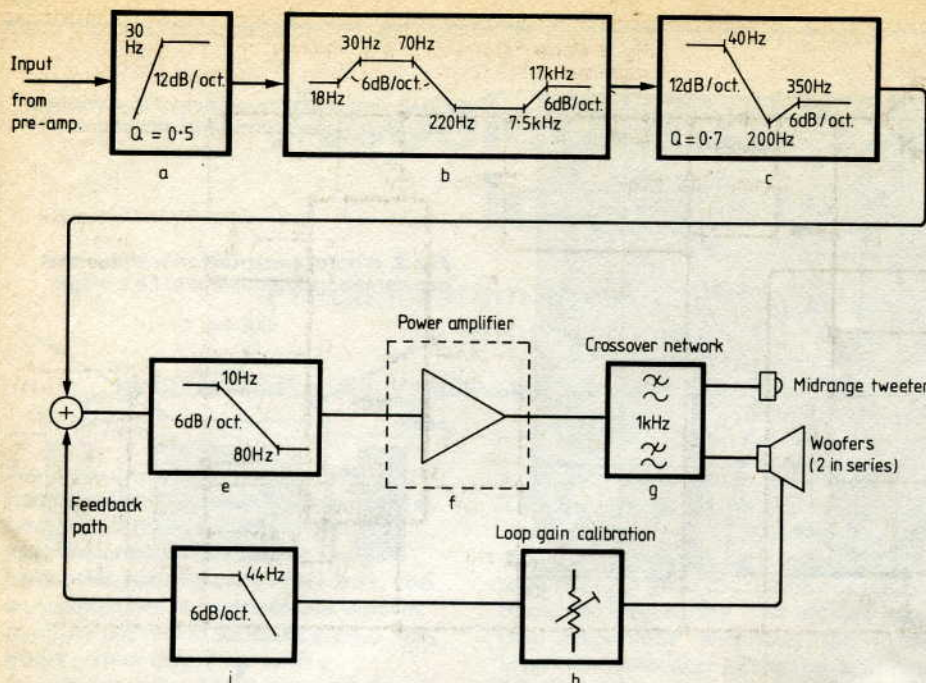 Input
from
pre-amp.
30
Hz
12dB/oct.
Q = 0·5
a
30Hz
70Hz
17kHz
6dB/oct.
6dB/oct.
18Hz
220Hz
7·5kHz
b
40Hz
12dB/oct.
350Hz
6dB/oct.
Q=0·7
200Hz
c
Power amplifier
Crossover network
10Hz
6dB/oct.
80Hz
e
+
f
1kHz
g
Midrange tweeter
Woofers
(2 in series)
Feedback
path
Loop gain calibration
44Hz
6dB/oct.
i
h